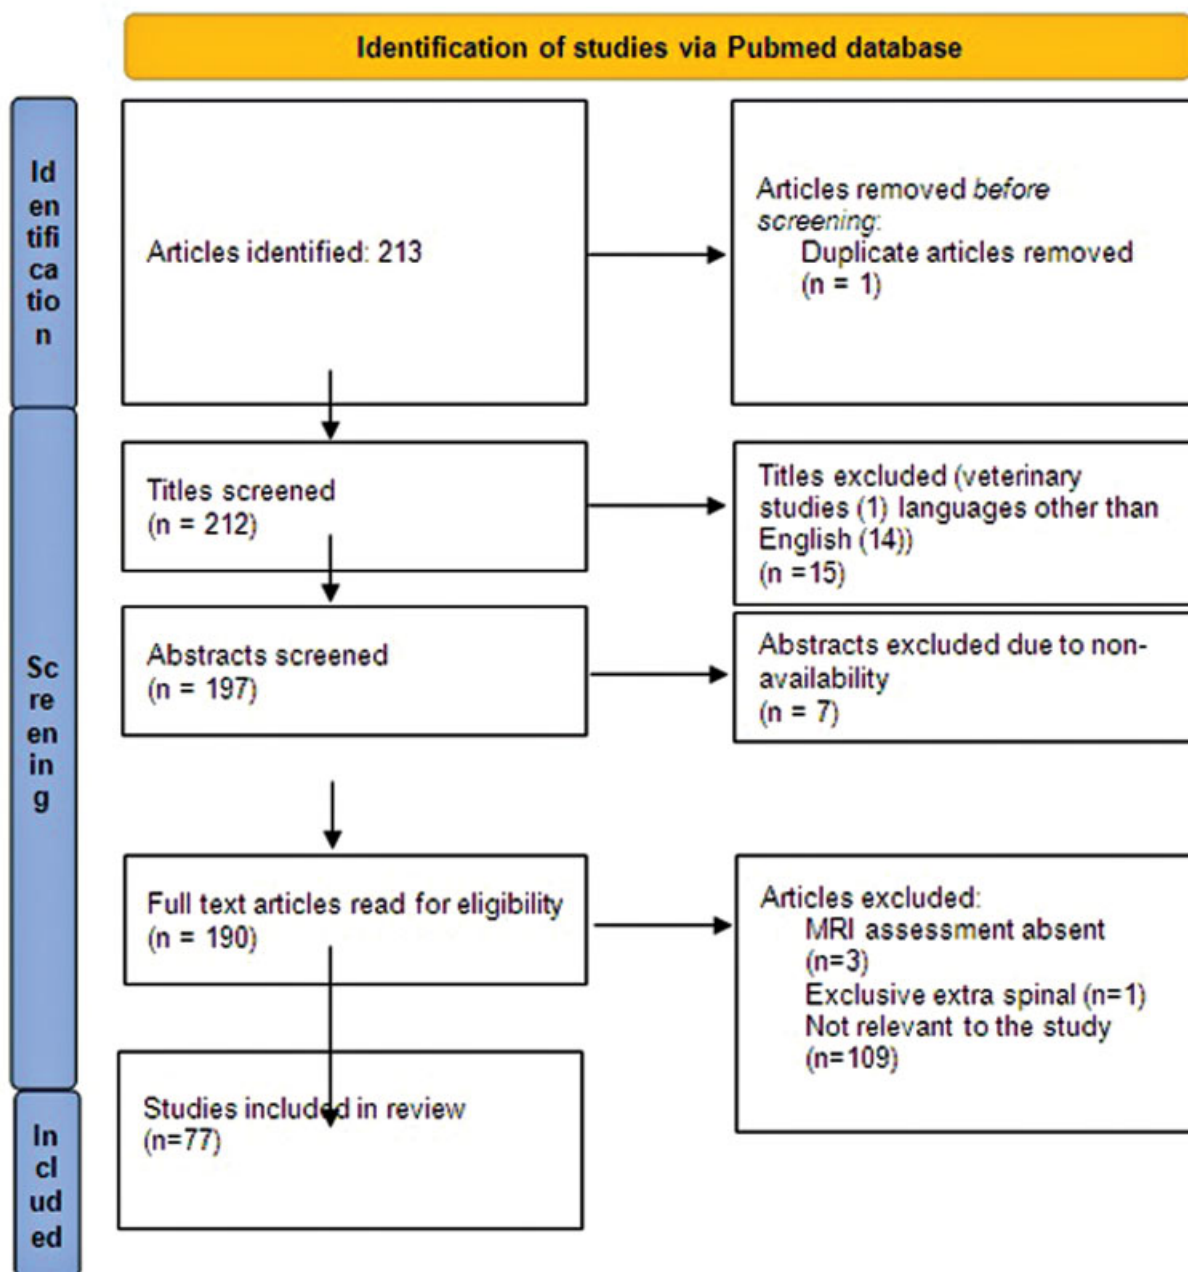 Identification of studies via Pubmed database
Id
en
tifi
ca
tio
n
Articles identified: 213
Articles removed before
screening:
Duplicate articles removed
(n = 1)
Sc
re
en
in
g
Titles screened
(n = 212)
Titles excluded (veterinary
studies (1) languages other than
English (14))
(n =15)
Abstracts screened
(n = 197)
Abstracts excluded due to non-
availability
(n = 7)
Full text articles read for eligibility
(n = 190)
Articles excluded:
MRI assessment absent
(n=3)
Exclusive extra spinal (n=1)
Not relevant to the study
(n=109)
In
cl
ud
ed
Studies included in review
(n=77)